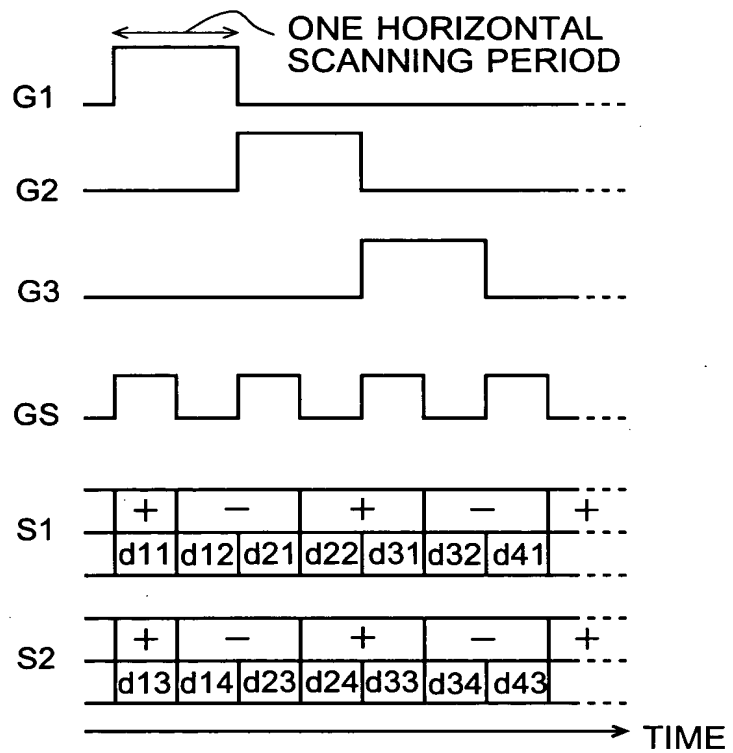 ONE HORIZONTAL
SCANNING PERIOD
G1
G2
G3
GS
S1
+ − + − +
d11 d12 d21 d22 d31 d32 d41
S2
+ − + − +
d13 d14 d23 d24 d33 d34 d43
TIME